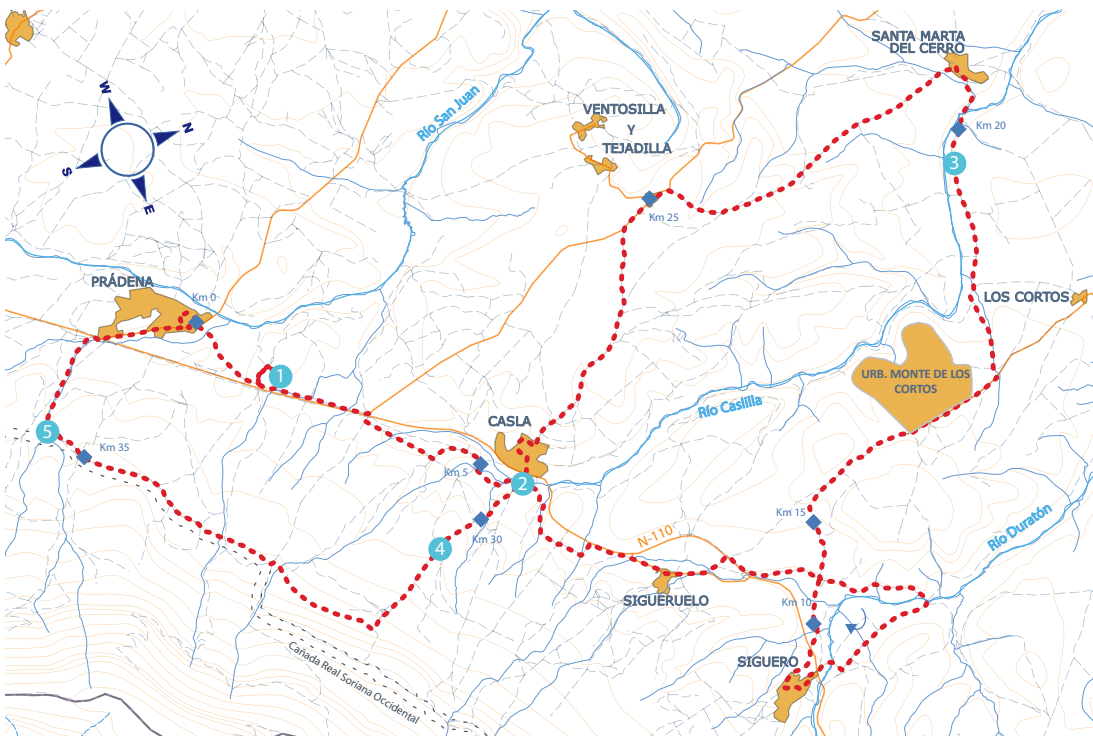 SANTA MARTA
DEL CERRO
W
N
S
E
Río San Juan
VENTOSILLA
Y
TEJADILLA
Km 20
3
Km 25
PRÁDENA
Km 0
LOS CORTOS
1
URB. MONTE DE LOS
CORTOS
Río Casilla
CASLA
5
Km 35
Km 5
2
Km 15
Km 30
4
N-110
Río Duratón
SIGUERUELO
Km 10
SIGUERO
Cañada Real Soriana Occidental